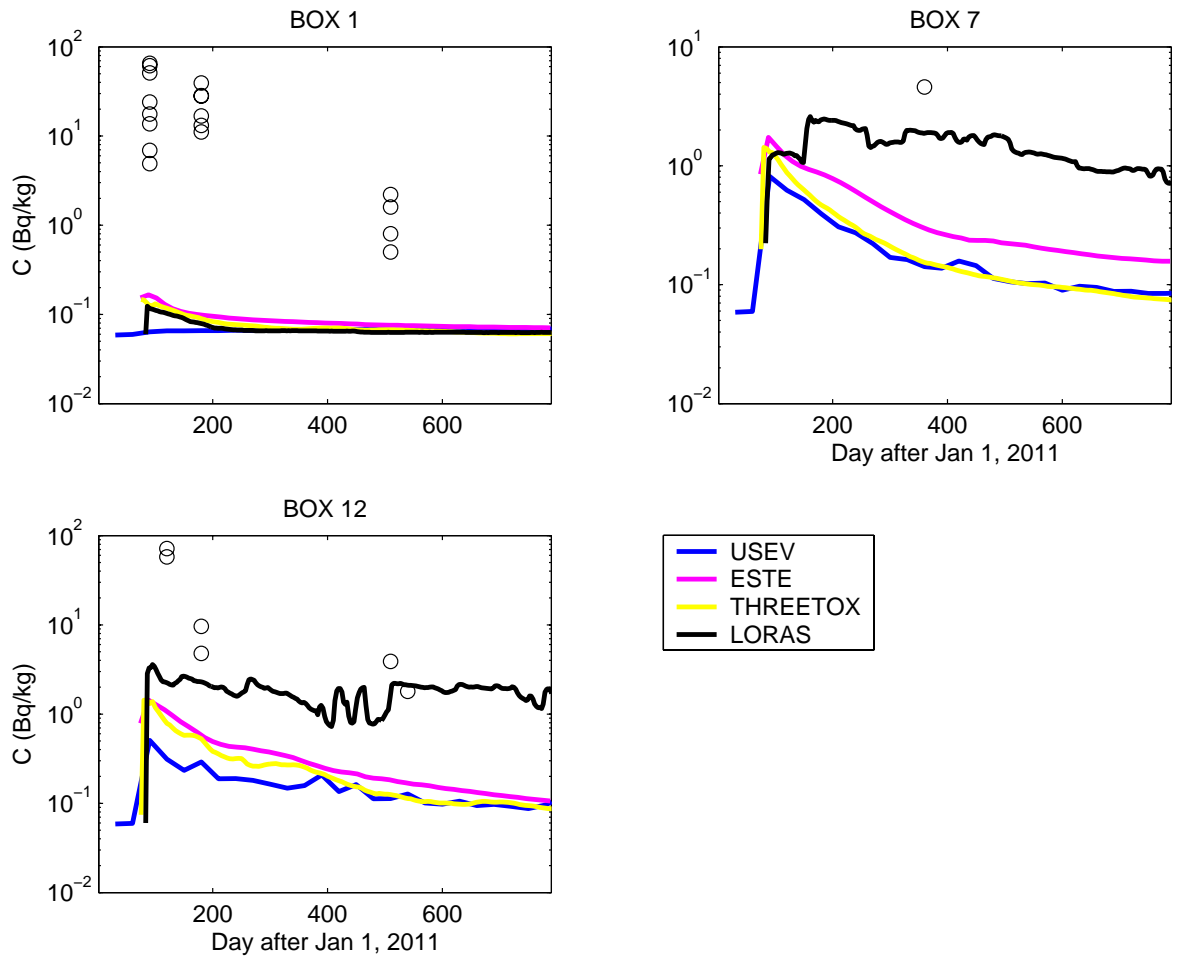 BOX 1
10^2
10^1
10^0
10^−1
10^−2
C (Bq/kg)
200
400
600
BOX 7
10^1
10^0
10^−1
10^−2
200
400
600
Day after Jan 1, 2011
BOX 12
10^2
10^1
10^0
10^−1
10^−2
C (Bq/kg)
200
400
600
Day after Jan 1, 2011
USEV
ESTE
THREETOX
LORAS